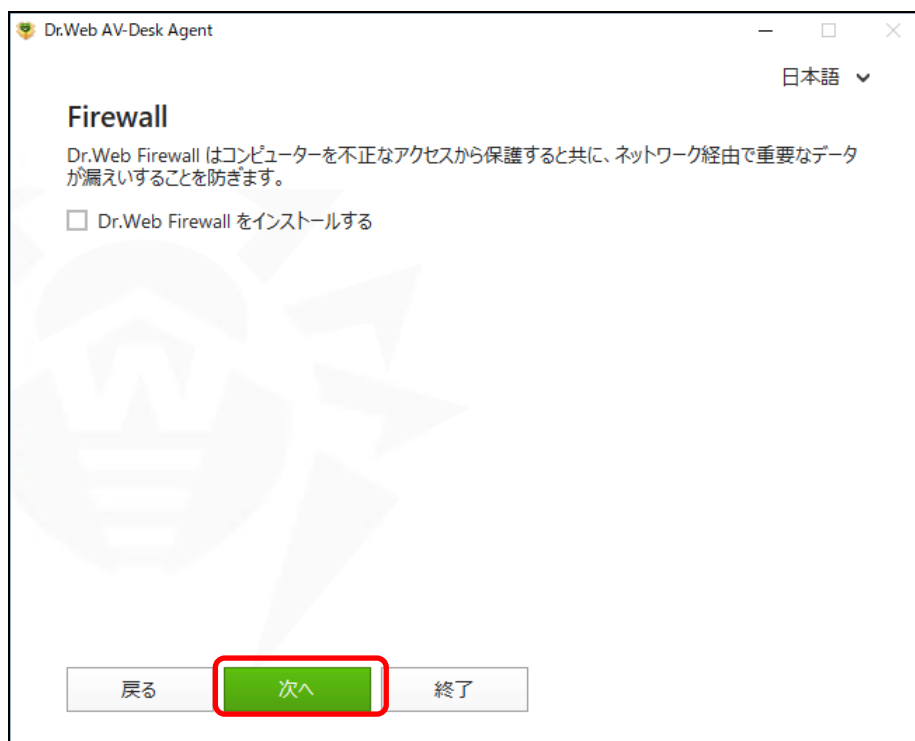 Dr.Web AV-Desk Agent
日本語
Firewall
Dr.Web Firewall はコンピューターを不正なアクセスから保護すると共に、ネットワーク経由で重要なデータ
が漏えいすることを防ぎます。
Dr.Web Firewall をインストールする
戻る
次へ
終了